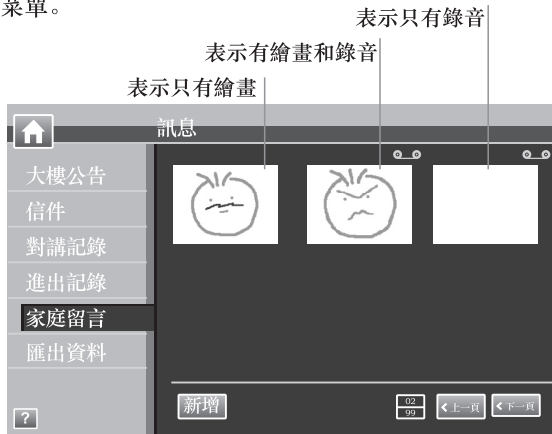 菜單。
表示只有錄音
表示有繪畫和錄音
表示只有繪畫
訊息
大樓公告
信件
對講記錄
進出記錄
家庭留言
匯出資料
新增
02
99
<上一頁
<下一頁
?